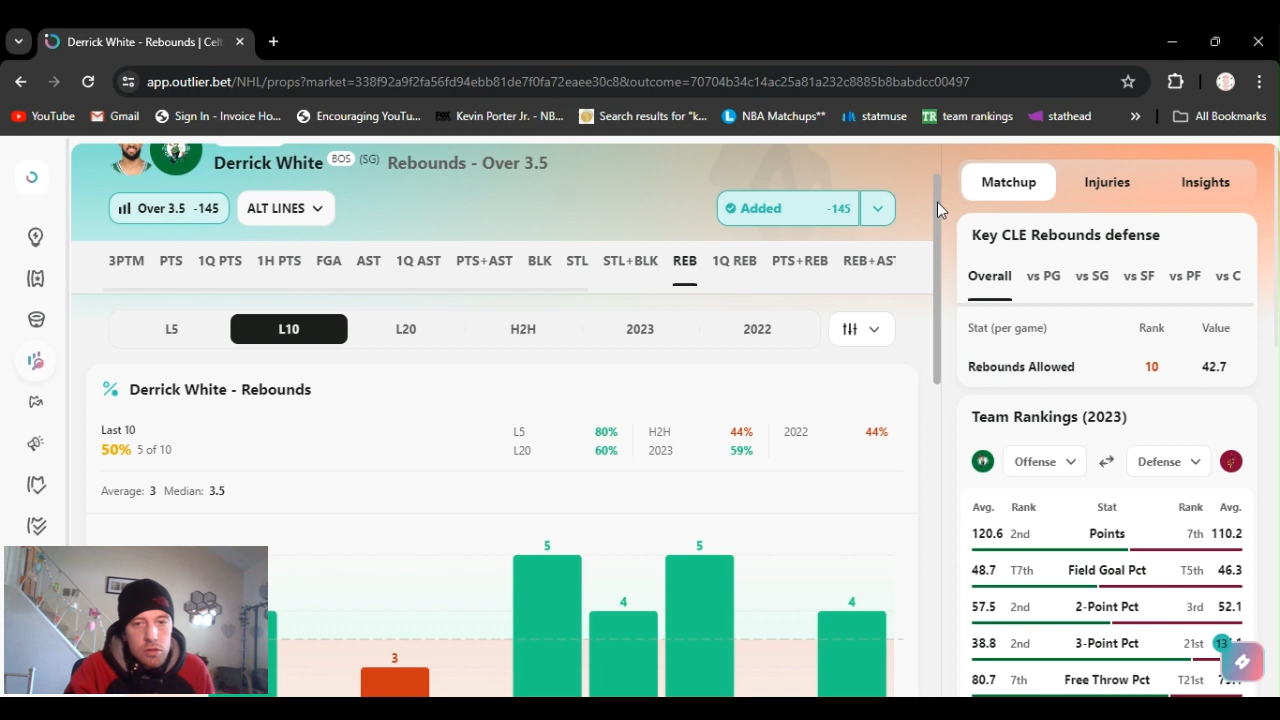 Derrick White - Rebounds | Celt
app.outlier.bet/NHL/props?market=338f92a9f2fa56fd94ebb81de7f0fa72eaee30c8&outcome=70704b34c14ac25a81a232c8885b8babdcc00497
YouTube Gmail Sign In - Invoice Ho... Encouraging YouTu... FOX Kevin Porter Jr. - NB... Search results for "k... NBA Matchups** statmuse TR team rankings stathead » All Bookmarks
Derrick White BOS (SG) Rebounds - Over 3.5
Over 3.5 -145 ALT LINES Added -145
3PTM PTS 1Q PTS 1H PTS FGA AST 1Q AST PTS+AST BLK STL STL+BLK REB 1Q REB PTS+REB REB+AST
L5 L10 L20 H2H 2023 2022
Derrick White - Rebounds
Last 10
50% 5 of 10
L5 80% H2H 44% 2022 44%
L20 60% 2023 59%
Average: 3 Median: 3.5
3 5 4 5 4
Matchup Injuries Insights
Key CLE Rebounds defense
Overall vs PG vs SG vs SF vs PF vs C
Stat (per game) Rank Value
Rebounds Allowed 10 42.7
Team Rankings (2023)
Offense Defense
Avg. Rank Stat Rank Avg.
120.6 2nd Points 7th 110.2
48.7 T7th Field Goal Pct T5th 46.3
57.5 2nd 2-Point Pct 3rd 52.1
38.8 2nd 3-Point Pct 21st
80.7 7th Free Throw Pct T21st